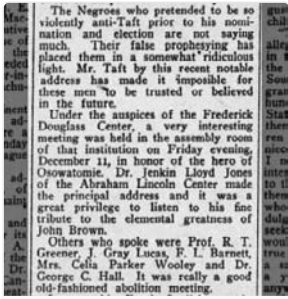 The Negroes who pretended to be so
violently anti-Taft prior to his nomi-
nation and election are not saying
much. Their false prophesying has
placed them in a somewhat ridiculous
light. Mr. Taft by this recent notable
address has made it imposible for
these men to be trusted or believed
in the future.
Under the auspices of the Frederick
Douglass Center, a very interesting
meeting was held in the assembly room
of that institution on Friday evening,
December 11, in honor of the hero of
Osowatomie. Dr. Jenkin Lloyd Jones
of the Abraham Lincoln Center made
the principal address and it was a
great privilege to listen to his fine
tribute to the elemental greatness of
John Brown.
Others who spoke were Prof. R. T.
Greener, J. Gray Lucas, F. L. Barnett,
Mrs. Celia Parker Wooley and Dr.
George C. Hall. It was really a good
old-fashioned abolition meeting.